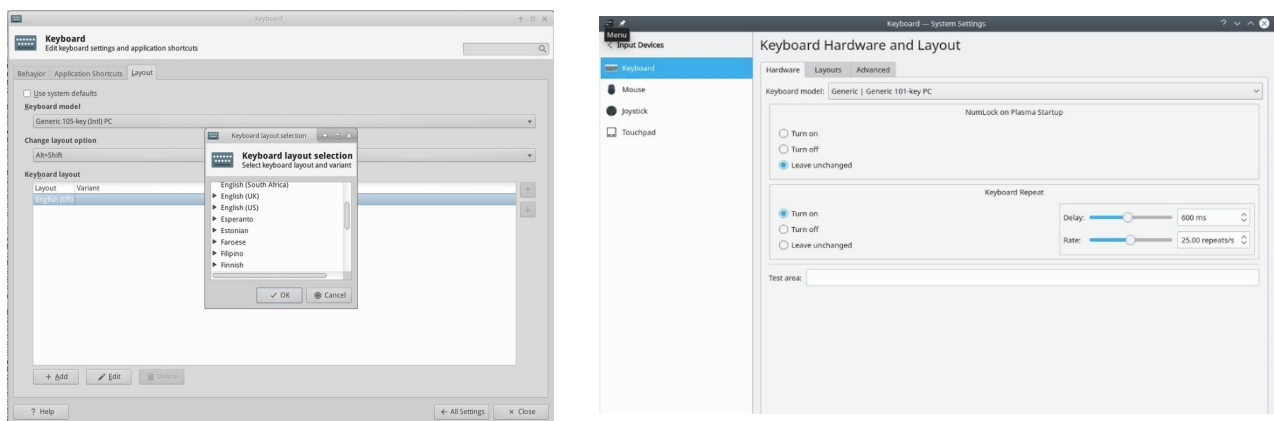 Keyboard
Keyboard
Edit keyboard settings and application shortcuts
Behavior Application Shortcuts Layout
Use system defaults
Keyboard model
Generic 105-key (Intl) PC
Change layout option
Alt+Shift
Keyboard layout
Layout Variant
English (US)
Keyboard layout selection
Keyboard layout selection
Select keyboard layout and variant
English (South Africa)
English (UK)
English (US)
Esperanto
Estonian
Faroese
Filipino
Finnish
OK Cancel
+ Add Edit Delete
? Help ← All Settings × Close
Keyboard — System Settings
Menu
< Input Devices
Keyboard
Mouse
Joystick
Touchpad
Keyboard Hardware and Layout
Hardware Layouts Advanced
Keyboard model: Generic | Generic 101-key PC
NumLock on Plasma Startup
Turn on
Turn off
Leave unchanged
Keyboard Repeat
Turn on
Turn off
Leave unchanged
Delay: 600 ms
Rate: 25.00 repeats/s
Test area: